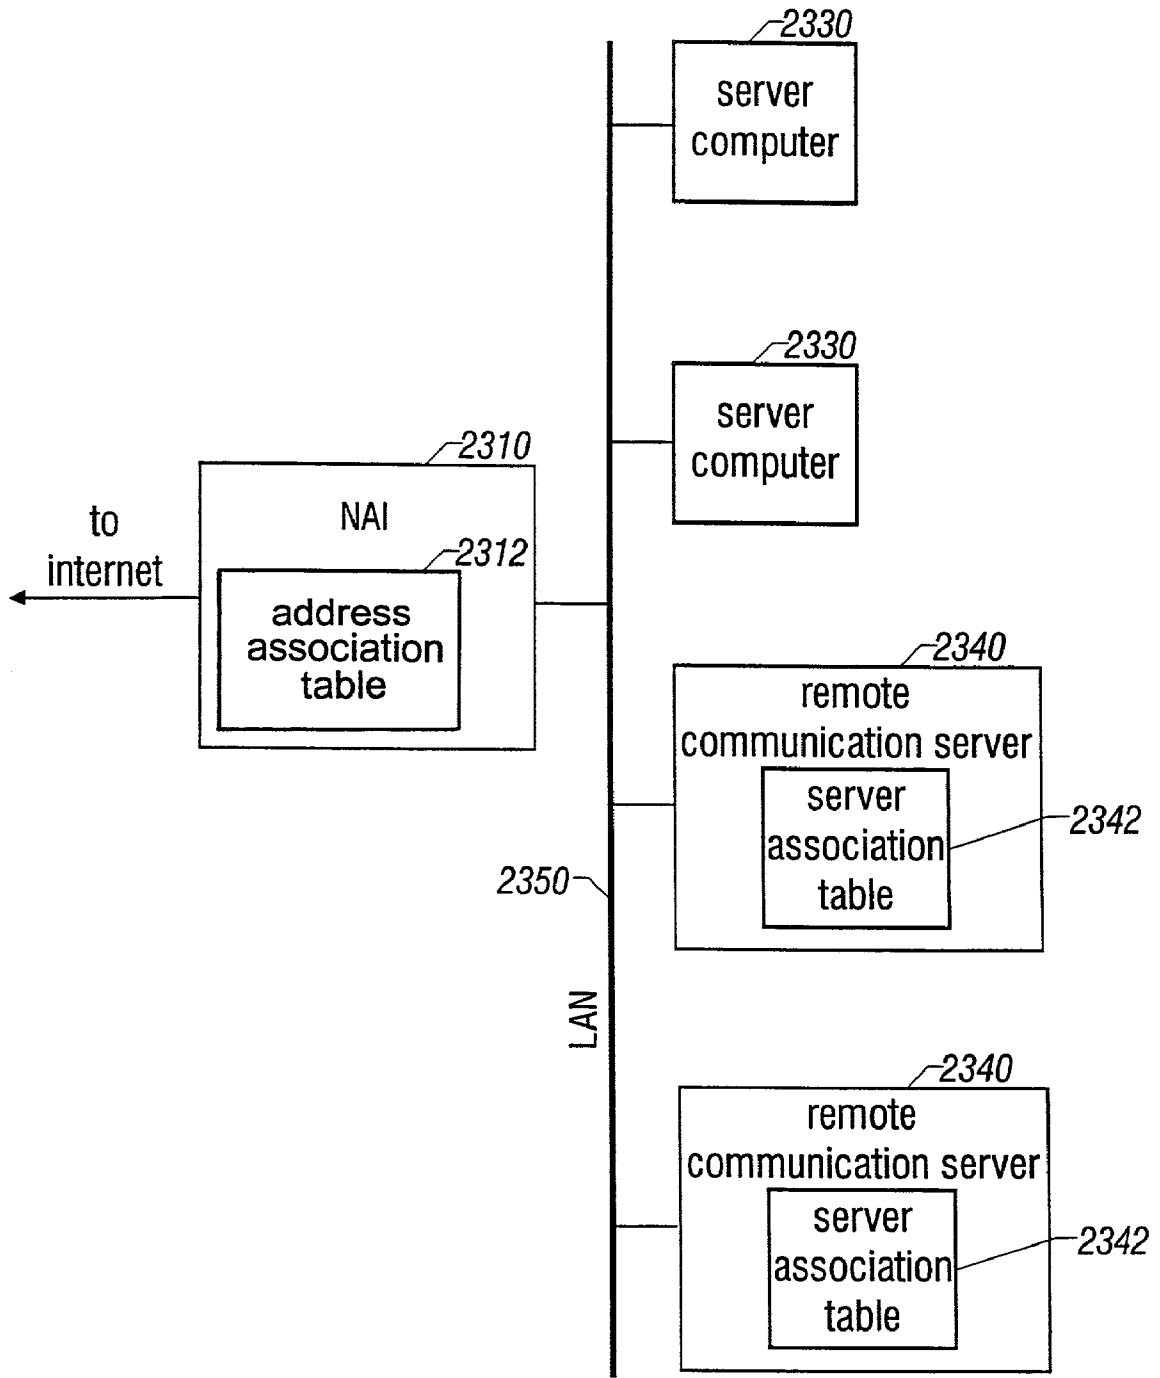 2330
server
computer
2330
server
computer
2310
NAI
to
internet
2312
address
association
table
2340
remote
communication server
server
association
table
2342
2350
LAN
2340
remote
communication server
server
association
table
2342